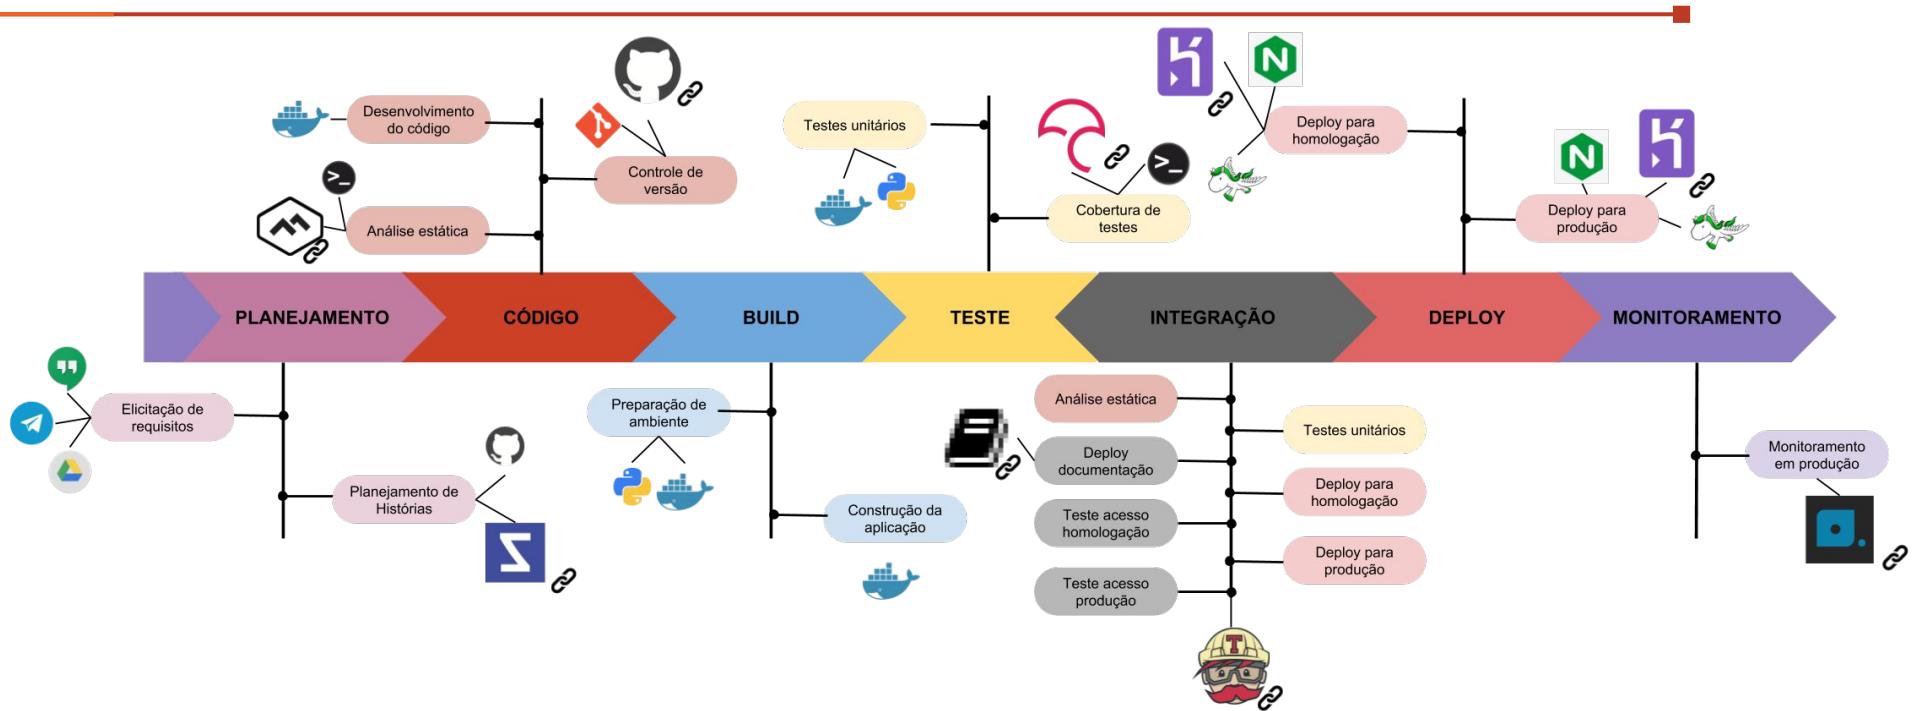 Desenvolvimento
do código
Controle de
versão
Análise estática
Testes unitários
Cobertura de
testes
Deploy para
homologação
Deploy para
produção
PLANEJAMENTO
CÓDIGO
BUILD
TESTE
INTEGRAÇÃO
DEPLOY
MONITORAMENTO
Elicitação de
requisitos
Planejamento de
Histórias
Preparação de
ambiente
Construção da
aplicação
Análise estática
Testes unitários
Deploy
documentação
Deploy para
homologação
Teste acesso
homologação
Deploy para
produção
Teste acesso
produção
Monitoramento
em produção
T